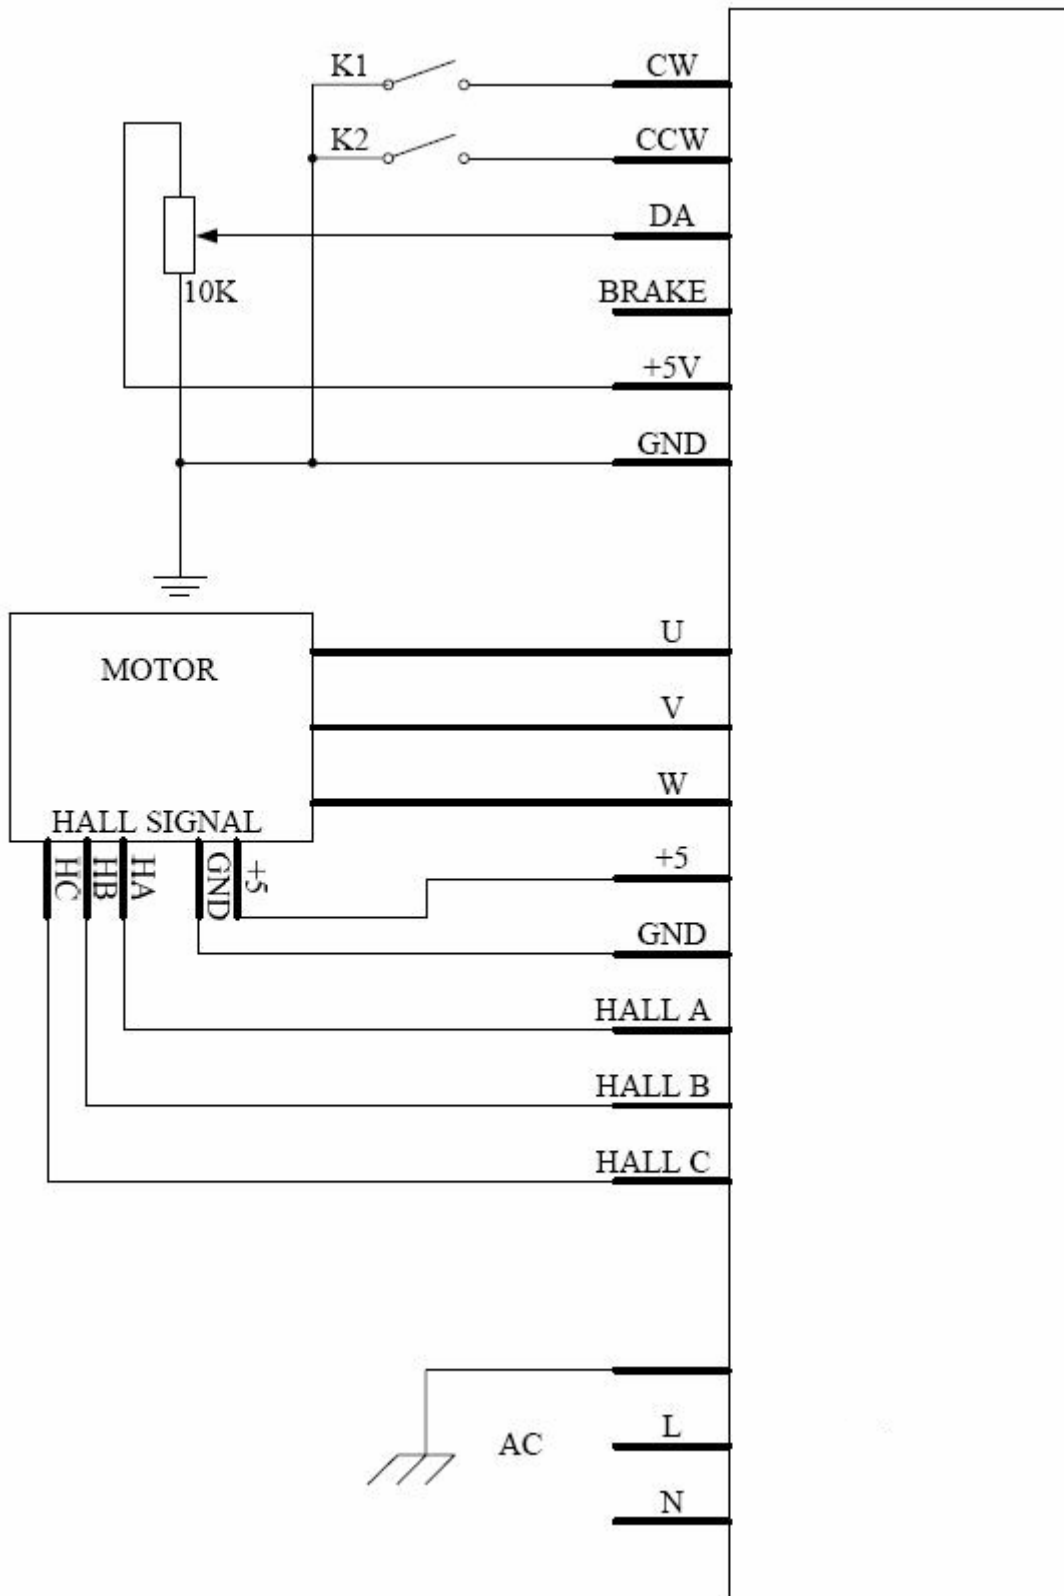 K1
CW
K2
CCW
DA
10K
BRAKE
+5V
GND
U
MOTOR
V
W
HALL SIGNAL
HC
HB
HA
GND
+5
+5
GND
HALL A
HALL B
HALL C
L
AC
N